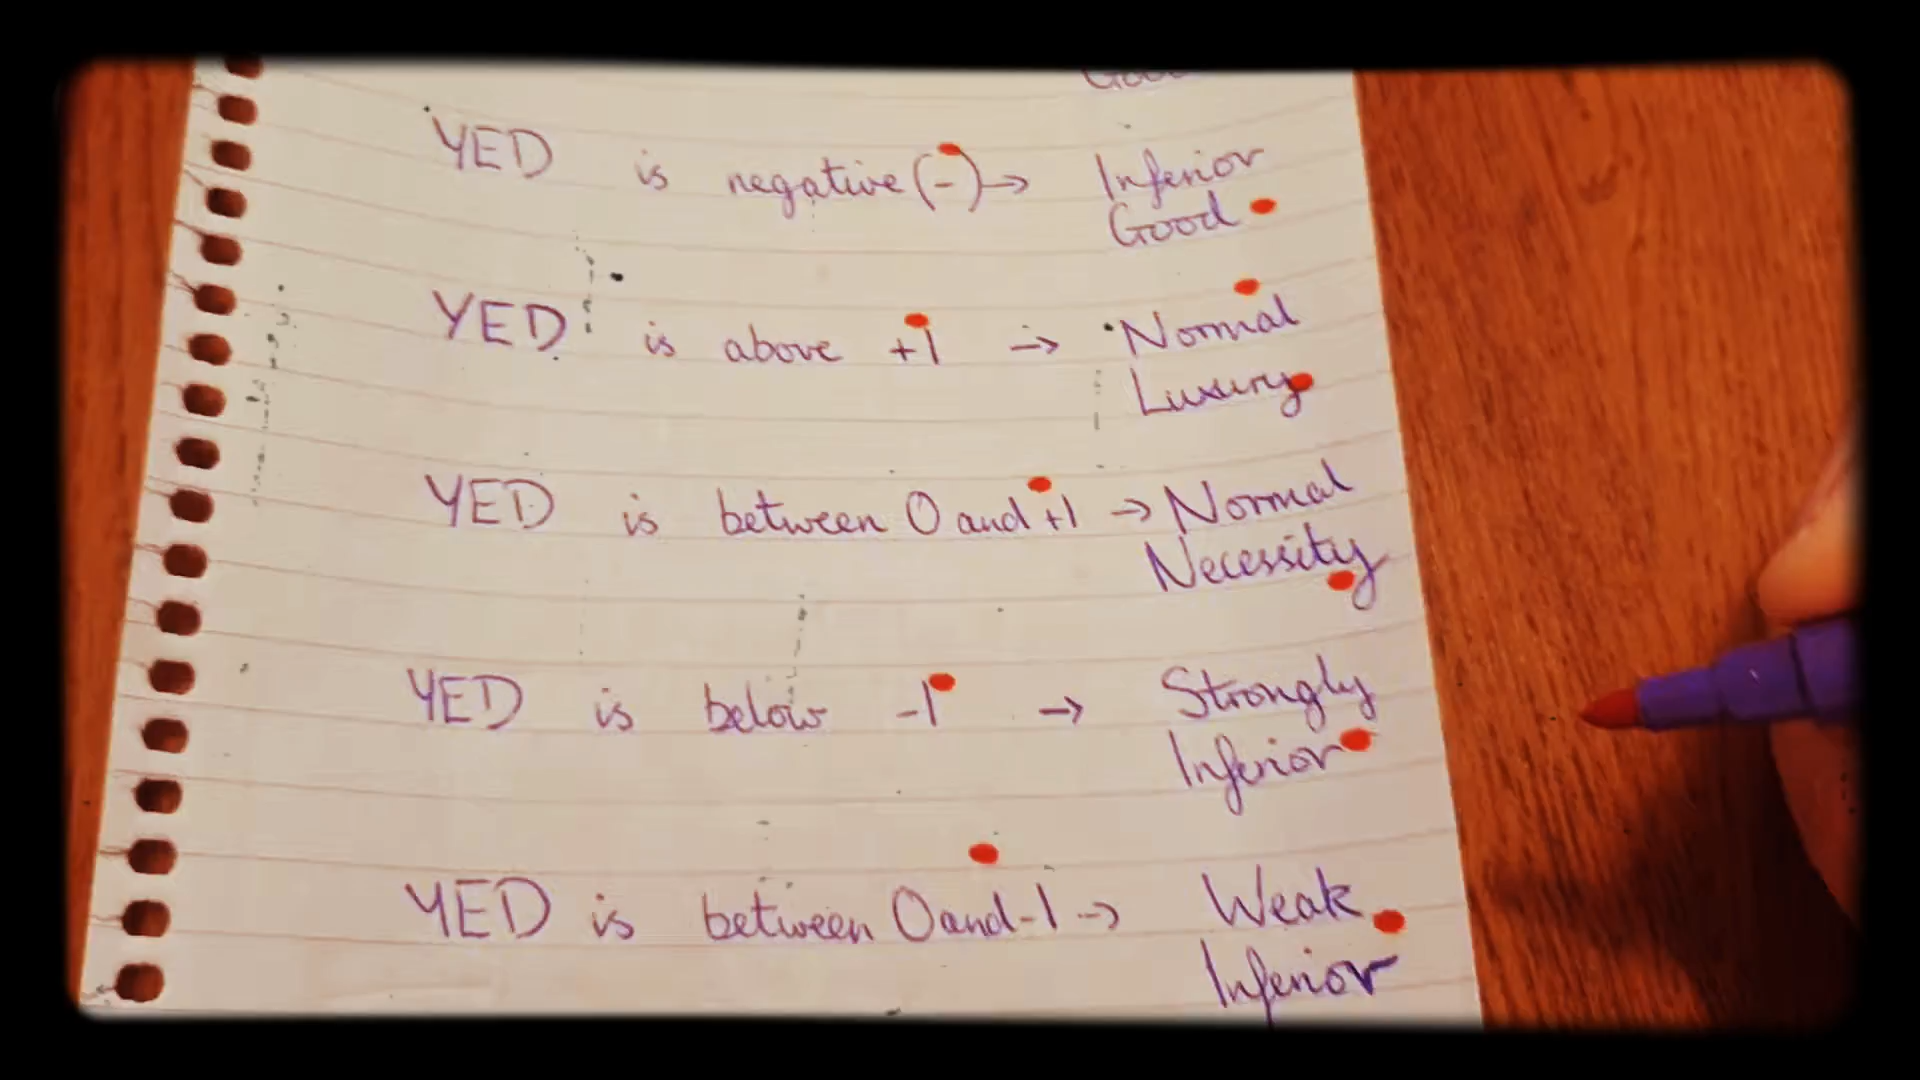 Good
YED is negative (-) → Inferior
Good
YED is above +1 → Normal
Luxury
YED is between 0 and +1 → Normal
Necessity
YED is below -1 → Strongly
Inferior
YED is between 0 and -1 → Weak
Inferior